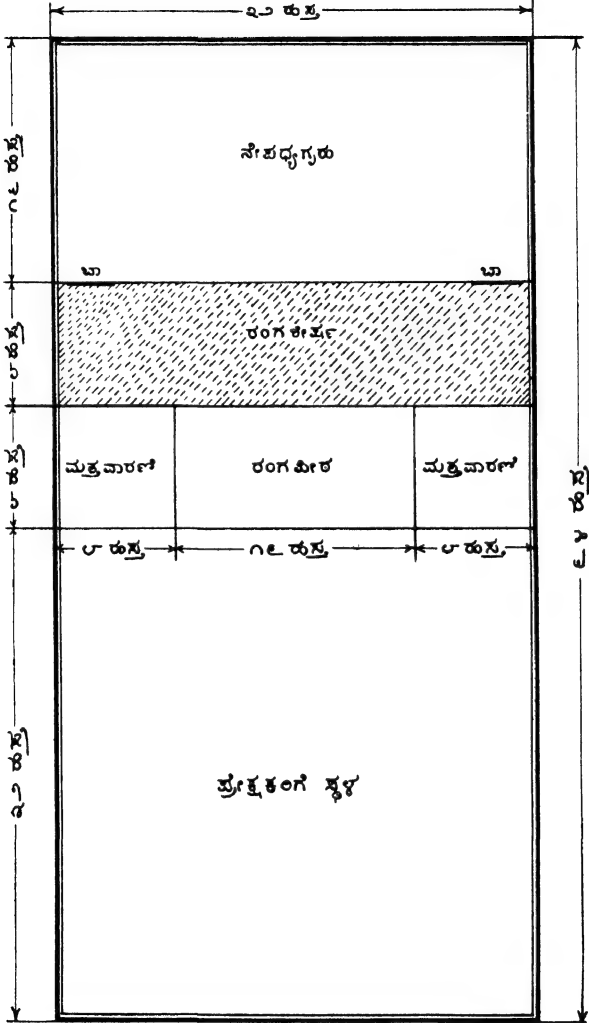 ೩೨ ಹಸ್ತ
ನೇಪಥ್ಯಗೃಹ
೧೬ ಹಸ್ತ
ಬಾ
ಬಾ
ರಂಗಶೀರ್ಷ
೮ ಹಸ್ತ
ಮತ್ತವಾರಣಿ
ರಂಗಪೀಠ
ಮತ್ತವಾರಣಿ
೮ ಹಸ್ತ
೮ ಹಸ್ತ
೧೬ ಹಸ್ತ
೮ ಹಸ್ತ
೬೪ ಹಸ್ತ
ಪ್ರೇಕ್ಷಕರಿಗೆ ಸ್ಥಳ
೩೨ ಹಸ್ತ